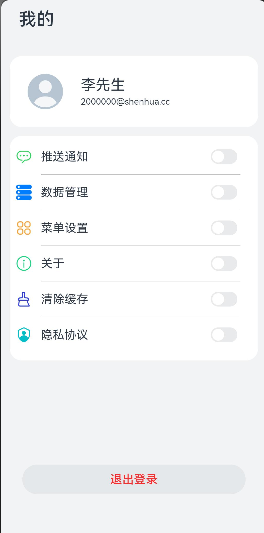 我的
李先生
2000000@shenhua.cc
推送通知
数据管理
菜单设置
关于
清除缓存
隐私协议
退出登录